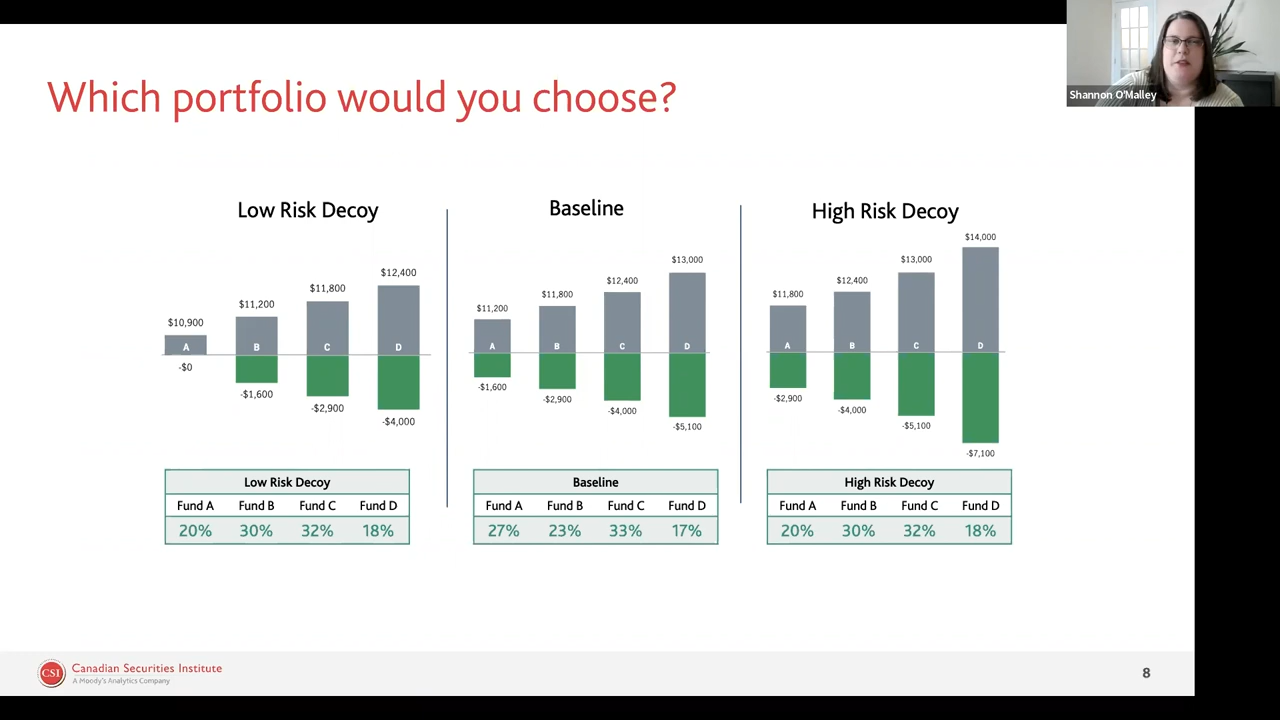 Shannon O'Malley
Which portfolio would you choose?
Low Risk Decoy
$10,900
$11,200
$11,800
$12,400
A
B
C
D
-$0
-$1,600
-$2,900
-$4,000
Low Risk Decoy
Fund A Fund B Fund C Fund D
20% 30% 32% 18%
Baseline
$11,200
$11,800
$12,400
$13,000
A
B
C
D
-$1,600
-$2,900
-$4,000
-$5,100
Baseline
Fund A Fund B Fund C Fund D
27% 23% 33% 17%
High Risk Decoy
$11,800
$12,400
$13,000
$14,000
A
B
C
D
-$2,900
-$4,000
-$5,100
-$7,100
High Risk Decoy
Fund A Fund B Fund C Fund D
20% 30% 32% 18%
CSI
Canadian Securities Institute
A Moody's Analytics Company
8